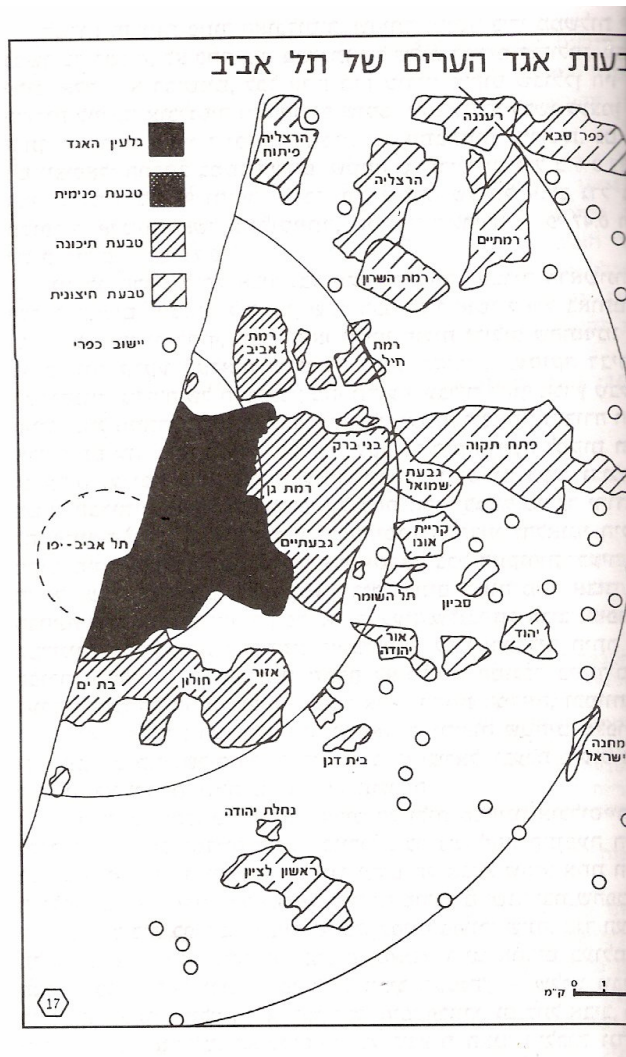 בעות אגד הערים של תל אביב
גלעין האגד
טבעת פנימית
טבעת תיכונה
טבעת חיצונית
יישוב כפרי
הרצליה
פיתוח
רעננה
כפר סבא
הרצליה
רמתיים
רמת השרון
רמת
אביב
רמת
חיל
בני ברק
פתח תקוה
גבעת
שמואל
רמת גן
גבעתיים
קריית
אונו
תל אביב--יפו
תל השומר
סביון
אור
יהודה
יהוד
אזור
חולון
בת ים
בית דגן
מחנה
ישראל
נחלת יהודה
ראשון לציון
17
0 1
ק"מ